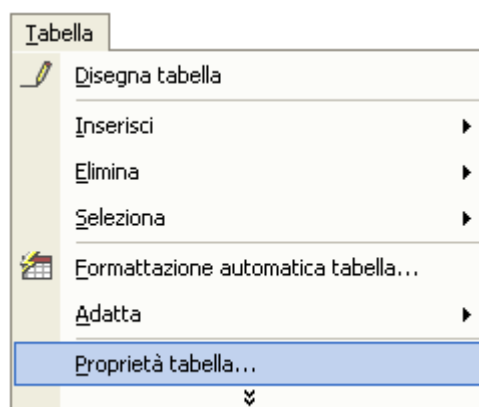 Tabella
Disegna tabella
Inserisci
Elimina
Seleziona
Formattazione automatica tabella...
Adatta
Proprietà tabella...